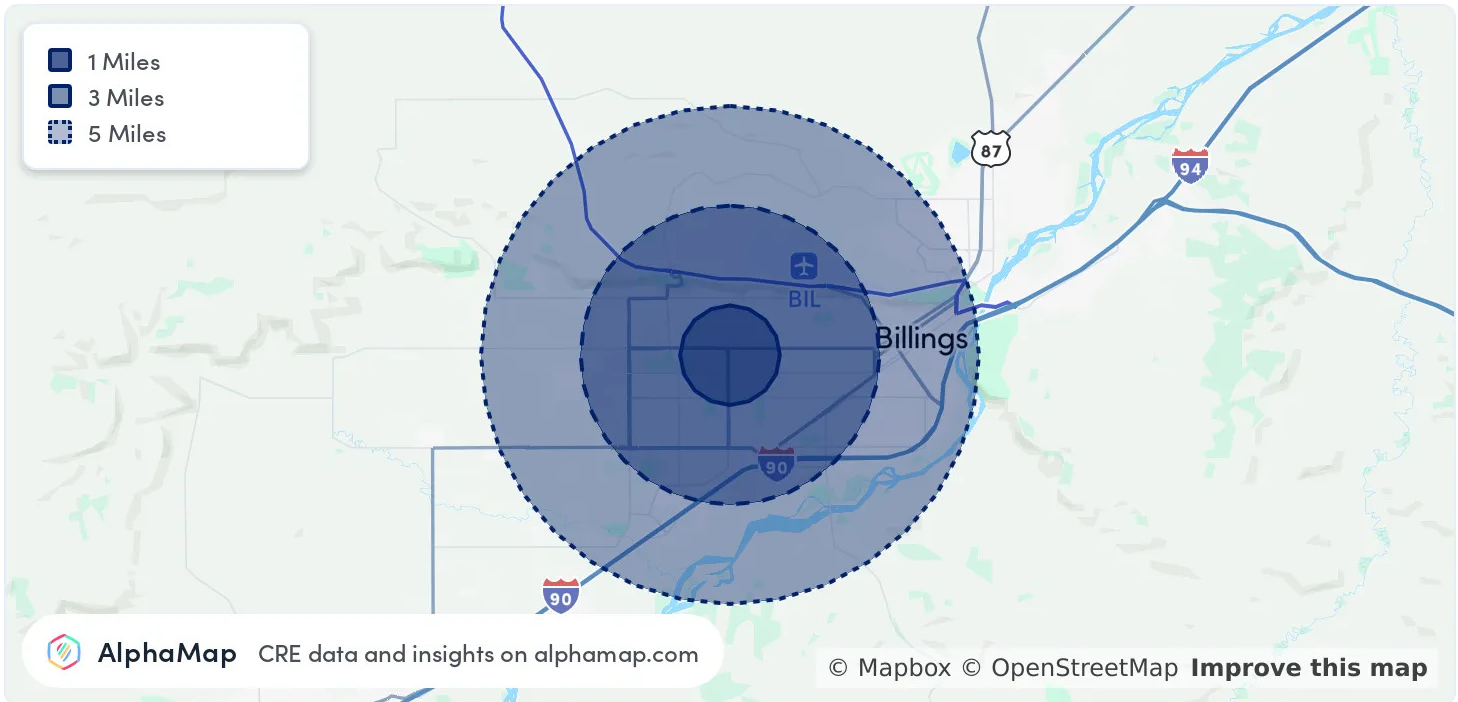 1 Miles
3 Miles
5 Miles
87
94
BIL
Billings
90
90
AlphaMap CRE data and insights on alphamap.com
© Mapbox © OpenStreetMap Improve this map